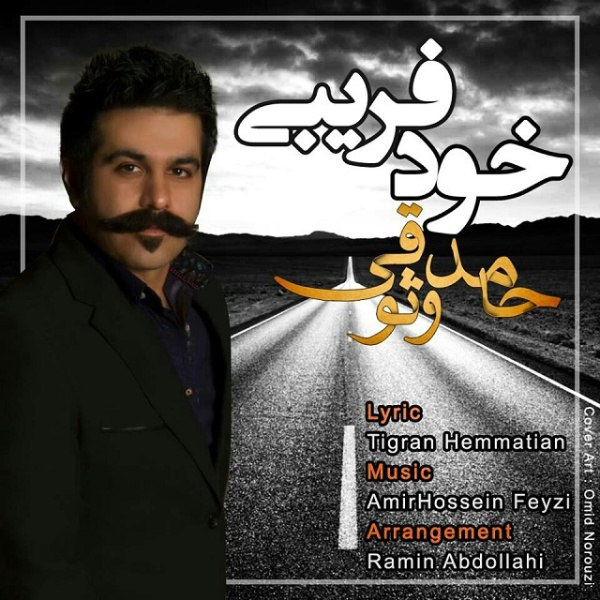 خود فریبی
حامد وثوقی
Lyric
Tigran Hemmatian
Music
AmirHossein Feyzi
Arrangement
Ramin.Abdollahi
Cover Art : Omid Norouzi